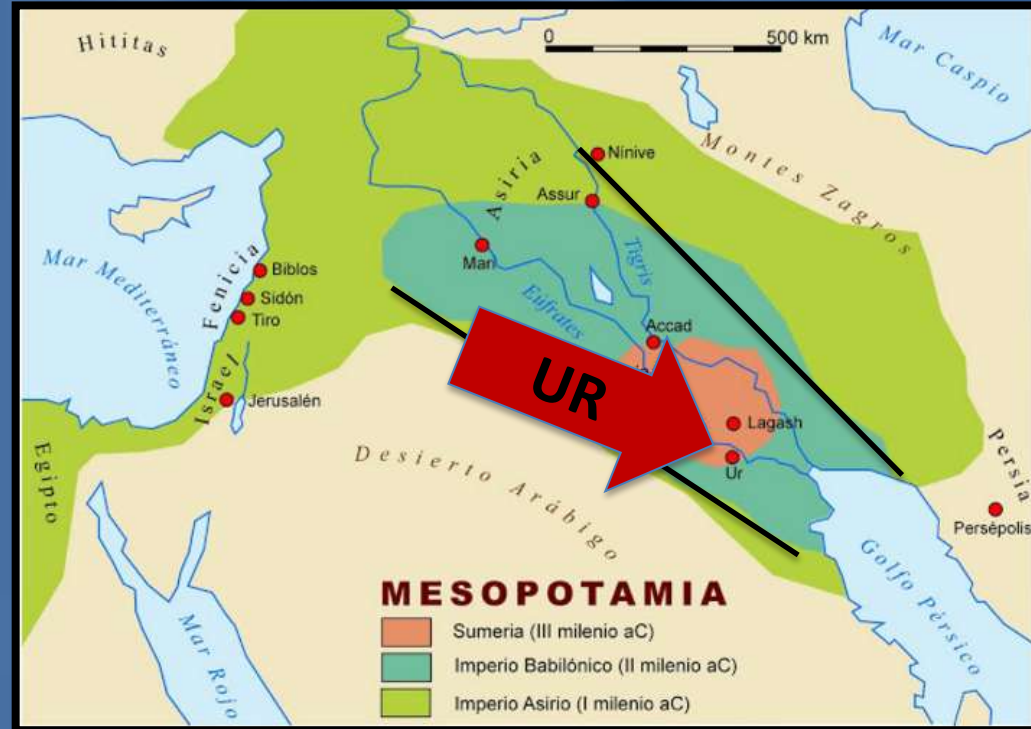 Hititas
0 500 km
Mar Caspio
Montes Zagros
Nínive
Asiria
Assur
Tigris
Mari
Eúfrates
Accad
Mar Mediterráneo
Fenicia
Biblos
Sidón
Tiro
Israel
Jerusalén
UR
Lagash
Ur
Egipto
Desierto Arábigo
Persia
Persépolis
Golfo Pérsico
Mar Rojo
MESOPOTAMIA
Sumeria (III milenio aC)
Imperio Babilónico (II milenio aC)
Imperio Asirio (I milenio aC)